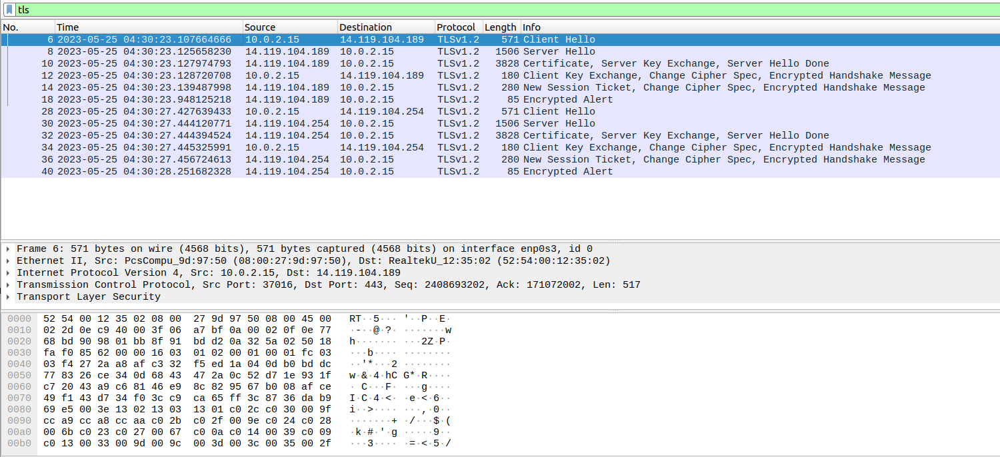 tls
No. Time Source Destination Protocol Length Info
6 2023-05-25 04:30:23.107664666 10.0.2.15 14.119.104.189 TLSv1.2 571 Client Hello
8 2023-05-25 04:30:23.125658230 14.119.104.189 10.0.2.15 TLSv1.2 1506 Server Hello
10 2023-05-25 04:30:23.127974793 14.119.104.189 10.0.2.15 TLSv1.2 3828 Certificate, Server Key Exchange, Server Hello Done
12 2023-05-25 04:30:23.128720708 10.0.2.15 14.119.104.189 TLSv1.2 180 Client Key Exchange, Change Cipher Spec, Encrypted Handshake Message
14 2023-05-25 04:30:23.139487998 14.119.104.189 10.0.2.15 TLSv1.2 280 New Session Ticket, Change Cipher Spec, Encrypted Handshake Message
18 2023-05-25 04:30:23.948125218 14.119.104.189 10.0.2.15 TLSv1.2 85 Encrypted Alert
28 2023-05-25 04:30:27.427639433 10.0.2.15 14.119.104.254 TLSv1.2 571 Client Hello
30 2023-05-25 04:30:27.444120771 14.119.104.254 10.0.2.15 TLSv1.2 1506 Server Hello
32 2023-05-25 04:30:27.444394524 14.119.104.254 10.0.2.15 TLSv1.2 3828 Certificate, Server Key Exchange, Server Hello Done
34 2023-05-25 04:30:27.445325991 10.0.2.15 14.119.104.254 TLSv1.2 180 Client Key Exchange, Change Cipher Spec, Encrypted Handshake Message
36 2023-05-25 04:30:27.456724613 14.119.104.254 10.0.2.15 TLSv1.2 280 New Session Ticket, Change Cipher Spec, Encrypted Handshake Message
40 2023-05-25 04:30:28.251682328 14.119.104.254 10.0.2.15 TLSv1.2 85 Encrypted Alert
Frame 6: 571 bytes on wire (4568 bits), 571 bytes captured (4568 bits) on interface enp0s3, id 0
Ethernet II, Src: PcsCompu_9d:97:50 (08:00:27:9d:97:50), Dst: RealtekU_12:35:02 (52:54:00:12:35:02)
Internet Protocol Version 4, Src: 10.0.2.15, Dst: 14.119.104.189
Transmission Control Protocol, Src Port: 37016, Dst Port: 443, Seq: 2408693202, Ack: 171072002, Len: 517
Transport Layer Security
0000 52 54 00 12 35 02 08 00 27 9d 97 50 08 00 45 00 RT··5··· '··P··E·
0010 02 2d 0e c9 40 00 3f 06 a7 bf 0a 00 02 0f 0e 77 ·-··@·?· ·······w
0020 68 bd 90 98 01 bb 8f 91 bd d2 0a 32 5a 02 50 18 h······· ···2Z·P·
0030 fa f0 85 62 00 00 16 03 01 02 00 01 00 01 fc 03 ···b···· ········
0040 03 f4 27 2a a8 af c3 32 f5 ed 1a 04 0d b0 bd dc ··'*···2 ········
0050 77 83 26 ce 34 0d 68 43 47 2a 0c 52 d7 1e 93 1f w·&·4·hC G*·R····
0060 c7 20 43 a9 c6 81 46 e9 8c 82 95 67 b0 08 af ce · C···F· ···g····
0070 49 f1 43 d7 34 f0 3c c9 ca 65 ff 3c 87 36 da b9 I·C·4·<· ·e·<·6··
0080 69 e5 00 3e 13 02 13 03 13 01 c0 2c c0 30 00 9f i··>···· ···,·0··
0090 cc a9 cc a8 cc aa c0 2b c0 2f 00 9e c0 24 c0 28 ·······+ ·/···$·(
00a0 00 6b c0 23 c0 27 00 67 c0 0a c0 14 00 39 c0 09 ·k·#·'·g ·····9··
00b0 c0 13 00 33 00 9d 00 9c 00 3d 00 3c 00 35 00 2f ···3···· ·=·<·5·/